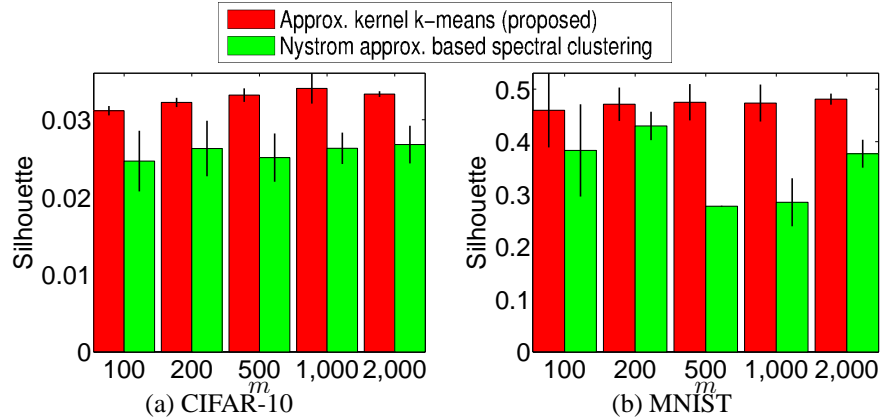 Approx. kernel k−means (proposed)
Nystrom approx. based spectral clustering
Silhouette
0.03
0.02
0.01
0
100 200 500 1,000 2,000
m
(a) CIFAR-10
Silhouette
0.5
0.4
0.3
0.2
0.1
0
100 200 500 1,000 2,000
m
(b) MNIST